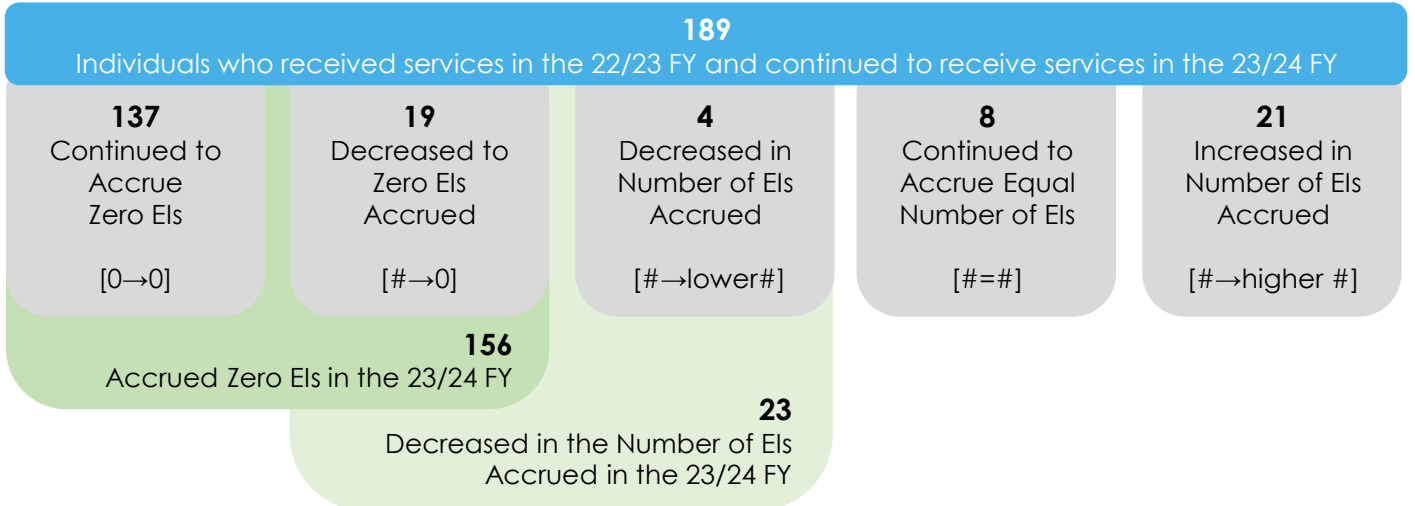 189
Individuals who received services in the 22/23 FY and continued to receive services in the 23/24 FY
137
Continued to
Accrue
Zero EIs
[0→0]
19
Decreased to
Zero EIs
Accrued
[#→0]
4
Decreased in
Number of EIs
Accrued
[#→lower#]
8
Continued to
Accrue Equal
Number of EIs
[#=#]
21
Increased in
Number of EIs
Accrued
[#→higher #]
156
Accrued Zero EIs in the 23/24 FY
23
Decreased in the Number of EIs
Accrued in the 23/24 FY